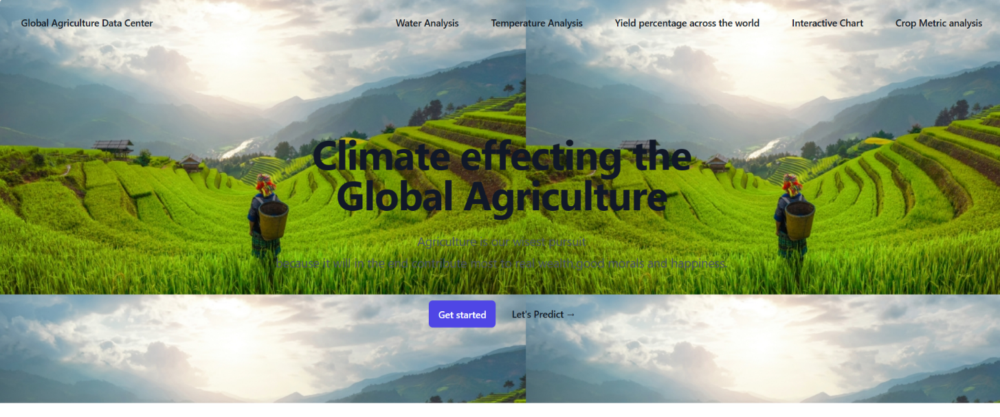 Global Agriculture Data Center
Water Analysis
Temperature Analysis
Yield percentage across the world
Interactive Chart
Crop Metric analysis
Climate effecting the
Global Agriculture
Agriculture is our wisest pursuit
because it will in the end contribute most to real wealth good morals and happiness.
Get started
Let's Predict →